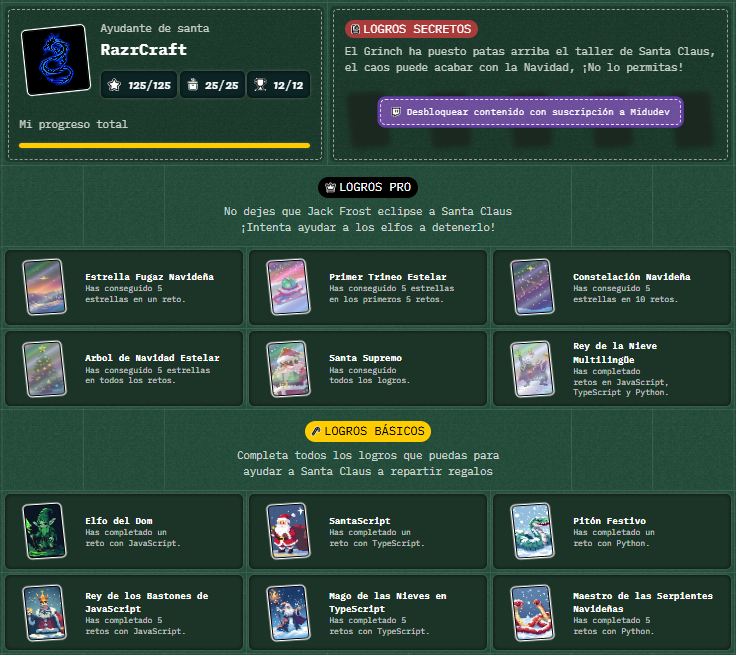 Ayudante de santa
RazrCraft
125/125
25/25
12/12
Mi progreso total
LOGROS SECRETOS
El Grinch ha puesto patas arriba el taller de Santa Claus,
el caos puede acabar con la Navidad, ¡No lo permitas!
Desbloquear contenido con suscripción a Midudev
LOGROS PRO
No dejes que Jack Frost eclipse a Santa Claus
¡Intenta ayudar a los elfos a detenerlo!
Estrella Fugaz Navideña
Has conseguido 5
estrellas en un reto.
Primer Trineo Estelar
Has conseguido 5 estrellas
en los primeros 5 retos.
Constelación Navideña
Has conseguido 5
estrellas en 10 retos.
Arbol de Navidad Estelar
Has conseguido 5 estrellas
en todos los retos.
Santa Supremo
Has conseguido
todos los logros.
Rey de la Nieve
Multilingüe
Has completado
retos en JavaScript,
TypeScript y Python.
LOGROS BÁSICOS
Completa todos los logros que puedas para
ayudar a Santa Claus a repartir regalos
Elfo del Dom
Has completado un
reto con JavaScript.
SantaScript
Has completado un
reto con TypeScript.
Pitón Festivo
Has completado un
reto con Python.
Rey de los Bastones de
JavaScript
Has completado 5
retos con JavaScript.
Mago de las Nieves en
TypeScript
Has completado 5
retos con TypeScript.
Maestro de las Serpientes
Navideñas
Has completado 5
retos con Python.